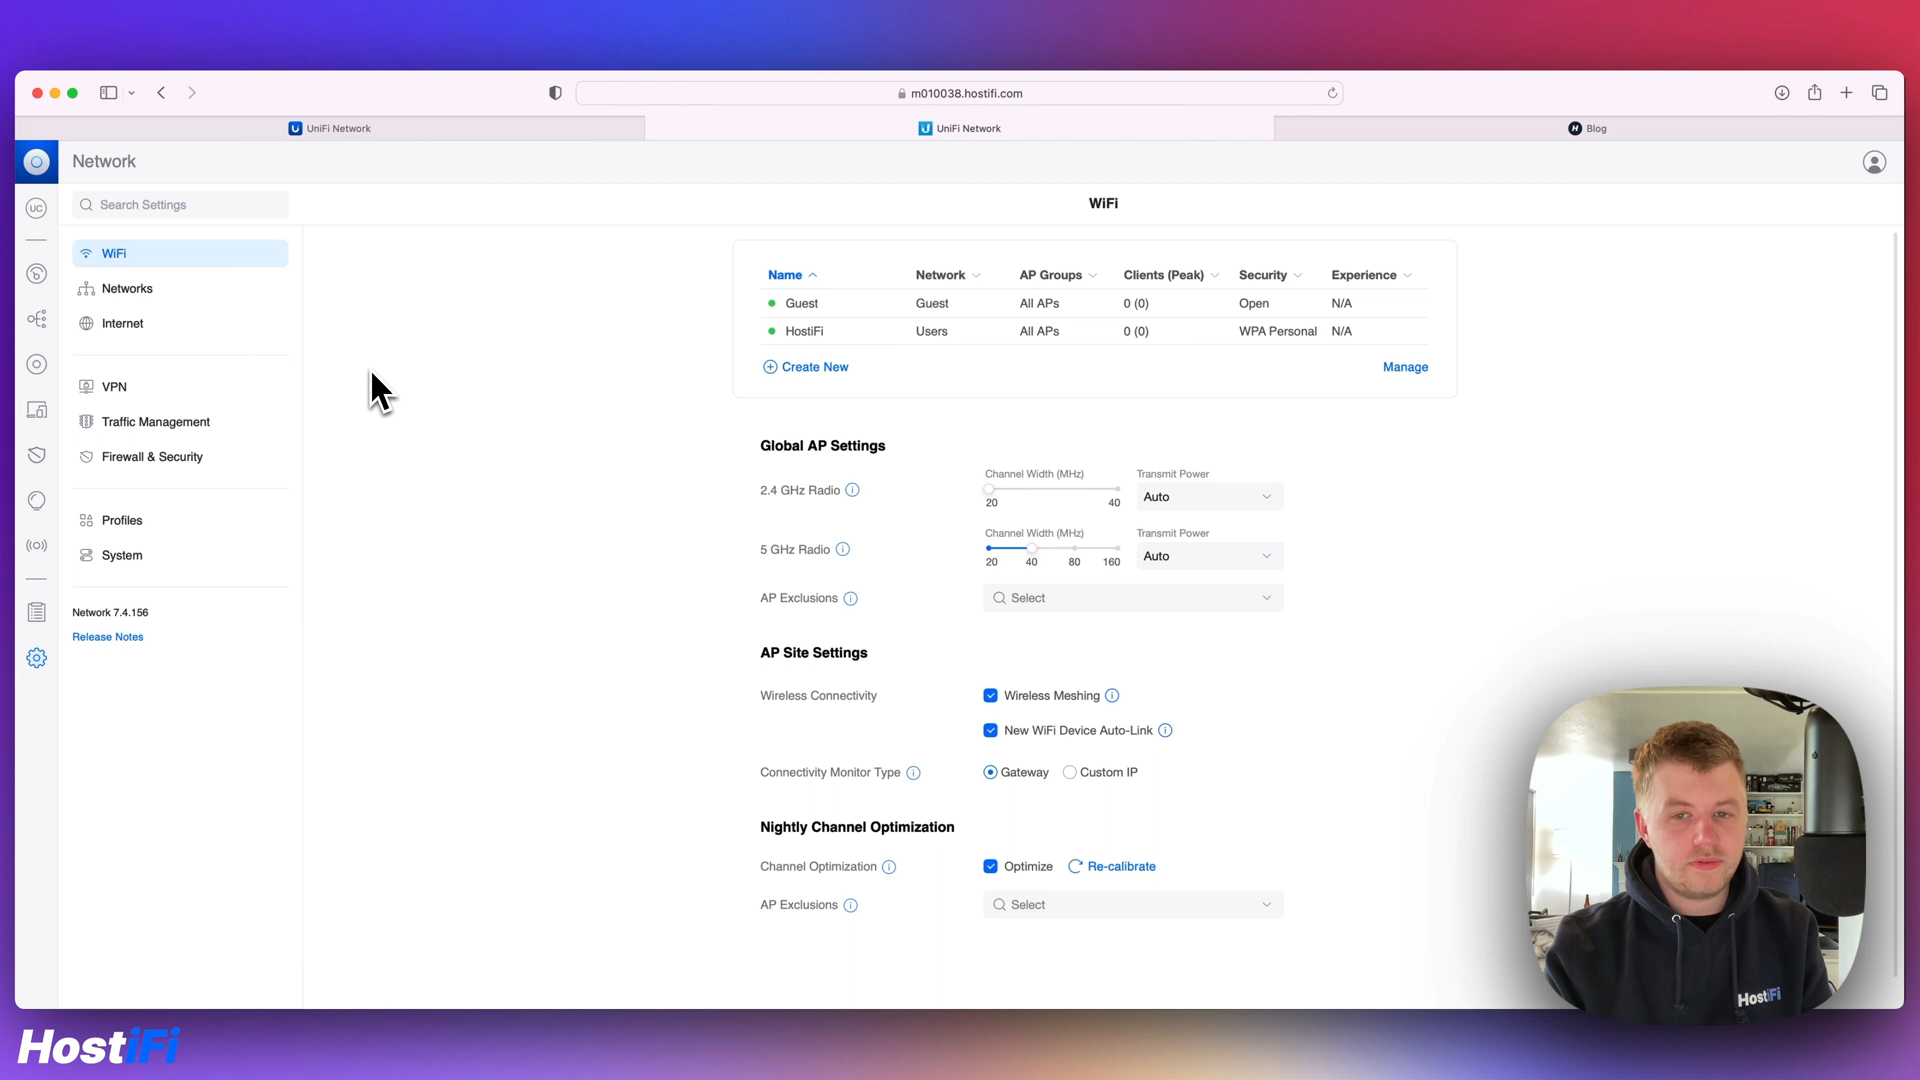 m010038.hostifi.com
UniFi Network
UniFi Network
Blog
Network
UC
Search Settings
WiFi
WiFi
Networks
Internet
VPN
Traffic Management
Firewall & Security
Profiles
System
Network 7.4.156
Release Notes
Name Network AP Groups Clients (Peak) Security Experience
Guest Guest All APs 0 (0) Open N/A
HostiFi Users All APs 0 (0) WPA Personal N/A
Create New Manage
Global AP Settings
Channel Width (MHz) Transmit Power
2.4 GHz Radio Auto
20 40
Channel Width (MHz) Transmit Power
5 GHz Radio Auto
20 40 80 160
AP Exclusions Select
AP Site Settings
Wireless Connectivity Wireless Meshing
New WiFi Device Auto-Link
Connectivity Monitor Type Gateway Custom IP
Nightly Channel Optimization
Channel Optimization Optimize Re-calibrate
AP Exclusions Select
HostiFi
HostiFi